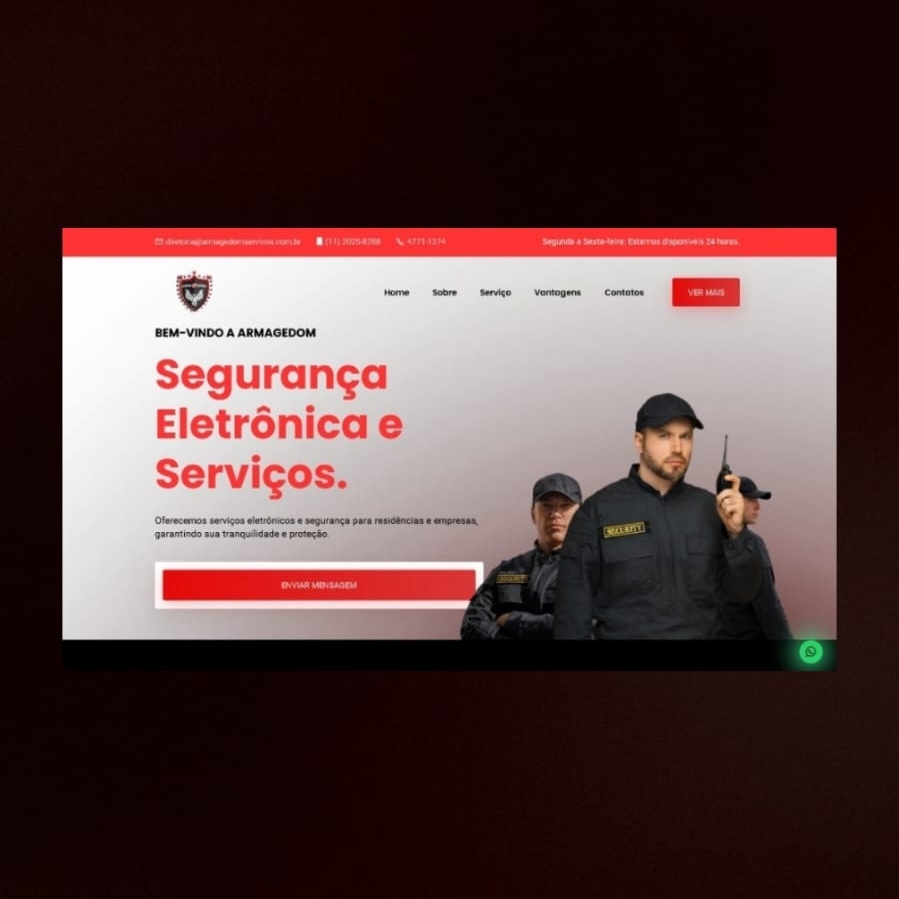 diretoria@armagedomservicos.com.br (11) 2025-8288 4771-1374 Segunda a Sexta-feira: Estamos disponíveis 24 horas.
Home Sobre Serviço Vantagens Contatos VER MAIS
BEM-VINDO A ARMAGEDOM
Segurança
Eletrônica e
Serviços.
Oferecemos serviços eletrônicos e segurança para residências e empresas,
garantindo sua tranquilidade e proteção.
ENVIAR MENSAGEM
SECURITY
SECURITY